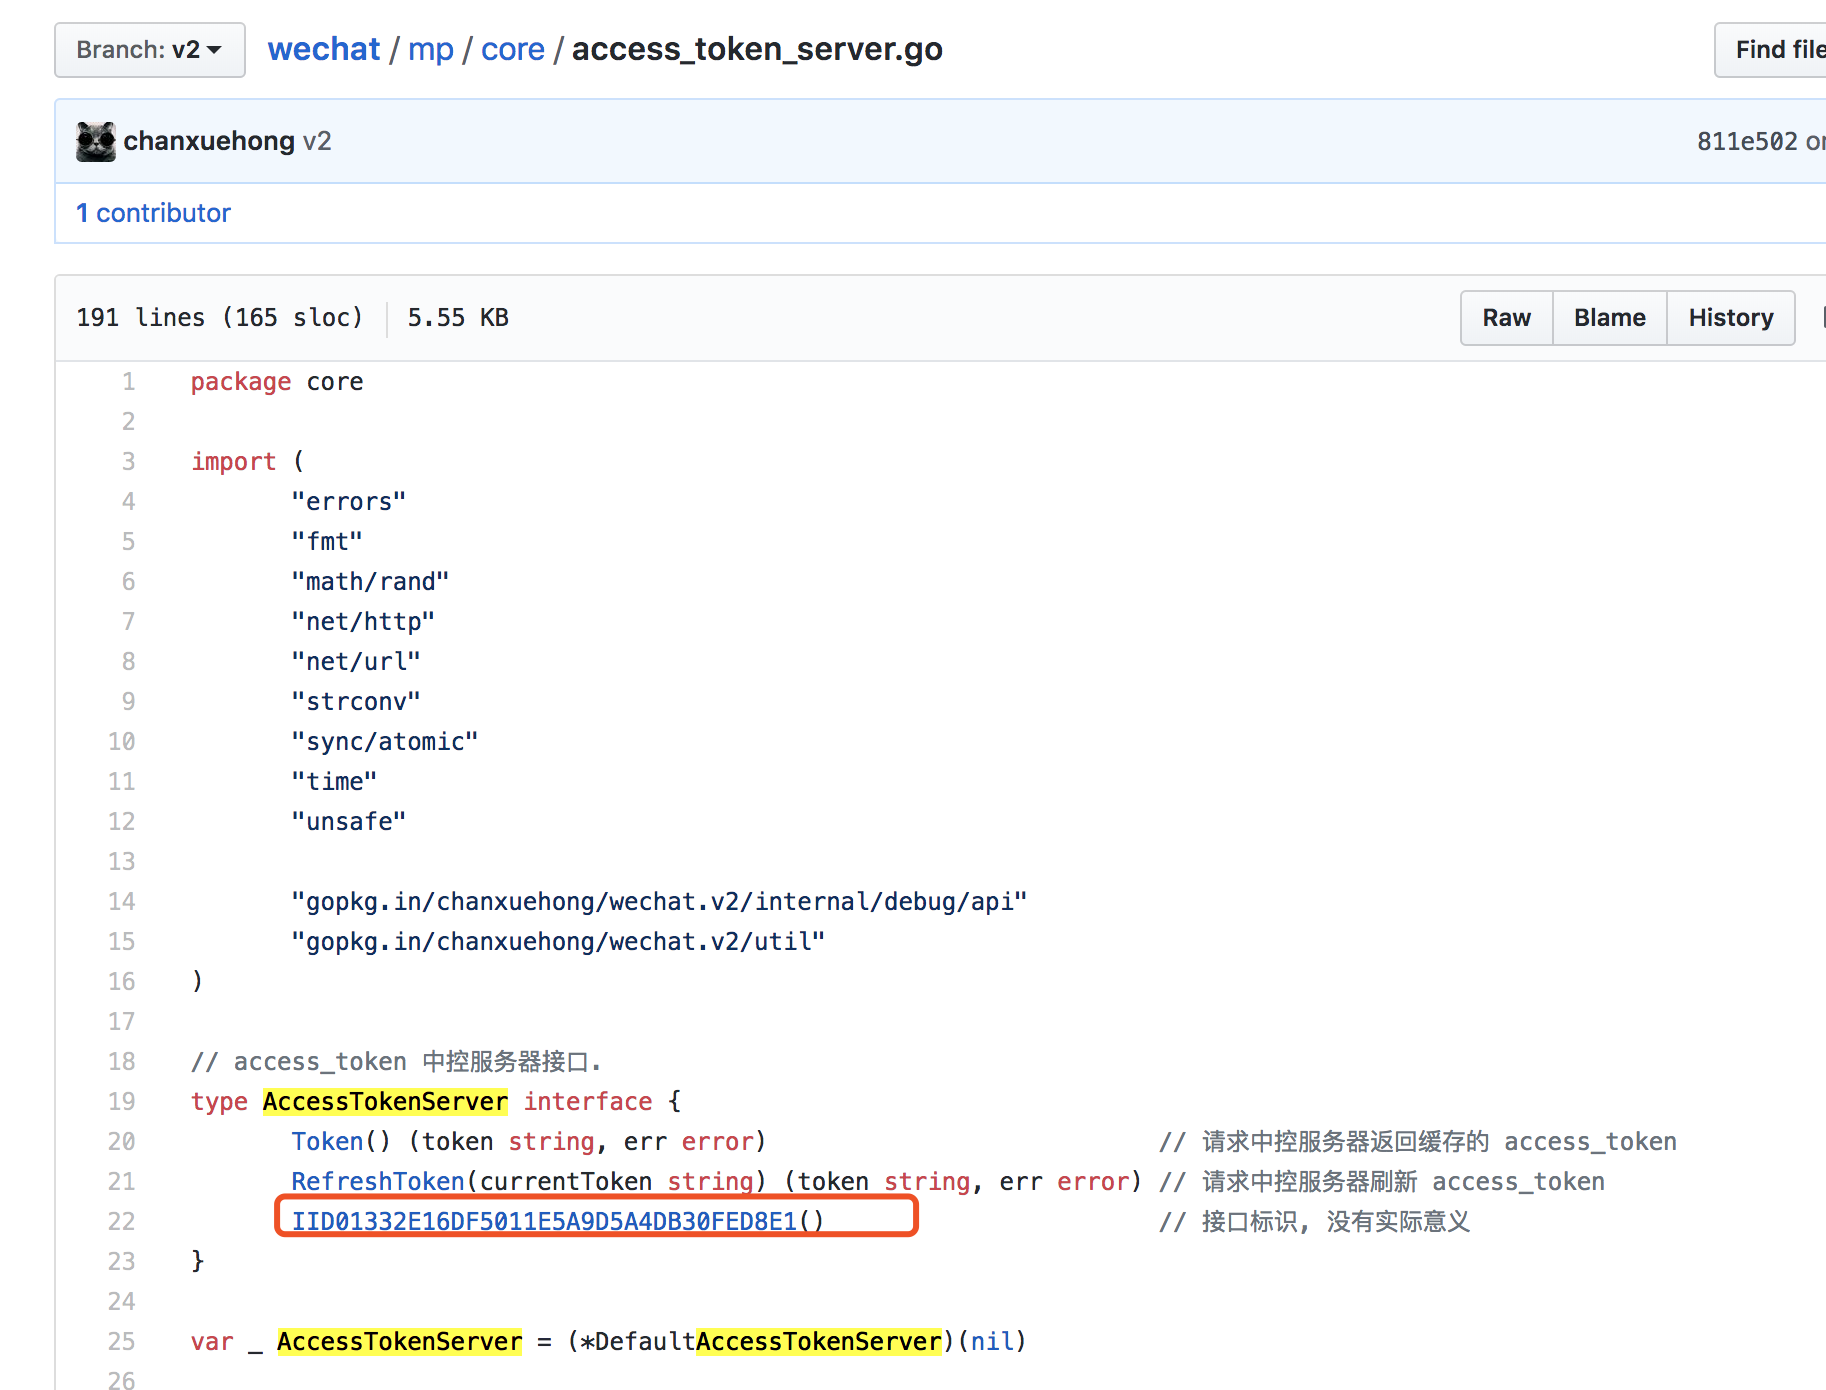 Branch: v2
wechat / mp / core / access_token_server.go
Find file
chanxuehong v2
811e502 on
1 contributor
191 lines (165 sloc) 5.55 KB
Raw Blame History
1 package core
2
3 import (
4 "errors"
5 "fmt"
6 "math/rand"
7 "net/http"
8 "net/url"
9 "strconv"
10 "sync/atomic"
11 "time"
12 "unsafe"
13
14 "gopkg.in/chanxuehong/wechat.v2/internal/debug/api"
15 "gopkg.in/chanxuehong/wechat.v2/util"
16 )
17
18 // access_token 中控服务器接口.
19 type AccessTokenServer interface {
20 Token() (token string, err error) // 请求中控服务器返回缓存的 access_token
21 RefreshToken(currentToken string) (token string, err error) // 请求中控服务器刷新 access_token
22 IID01332E16DF5011E5A9D5A4DB30FED8E1() // 接口标识, 没有实际意义
23 }
24
25 var _ AccessTokenServer = (*DefaultAccessTokenServer)(nil)
26